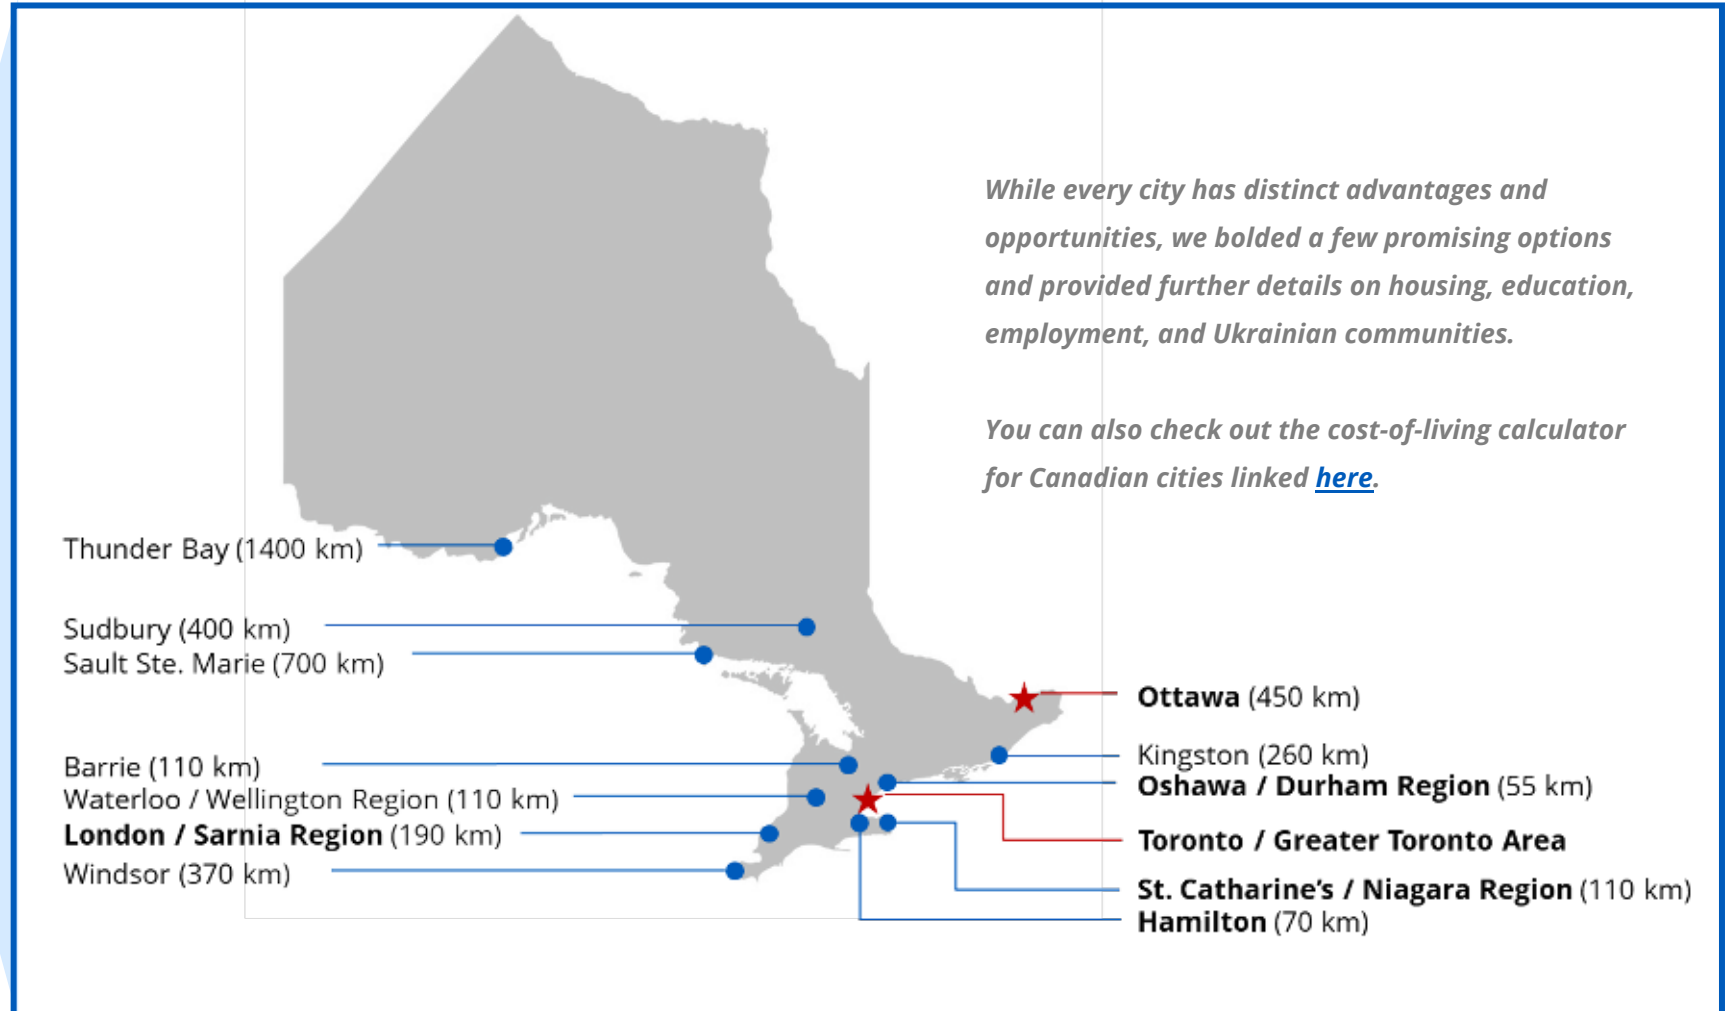 While every city has distinct advantages and
opportunities, we bolded a few promising options
and provided further details on housing, education,
employment, and Ukrainian communities.
You can also check out the cost-of-living calculator
for Canadian cities linked here.
Thunder Bay (1400 km)
Sudbury (400 km)
Sault Ste. Marie (700 km)
Barrie (110 km)
Waterloo / Wellington Region (110 km)
London / Sarnia Region (190 km)
Windsor (370 km)
Ottawa (450 km)
Kingston (260 km)
Oshawa / Durham Region (55 km)
Toronto / Greater Toronto Area
St. Catharine’s / Niagara Region (110 km)
Hamilton (70 km)